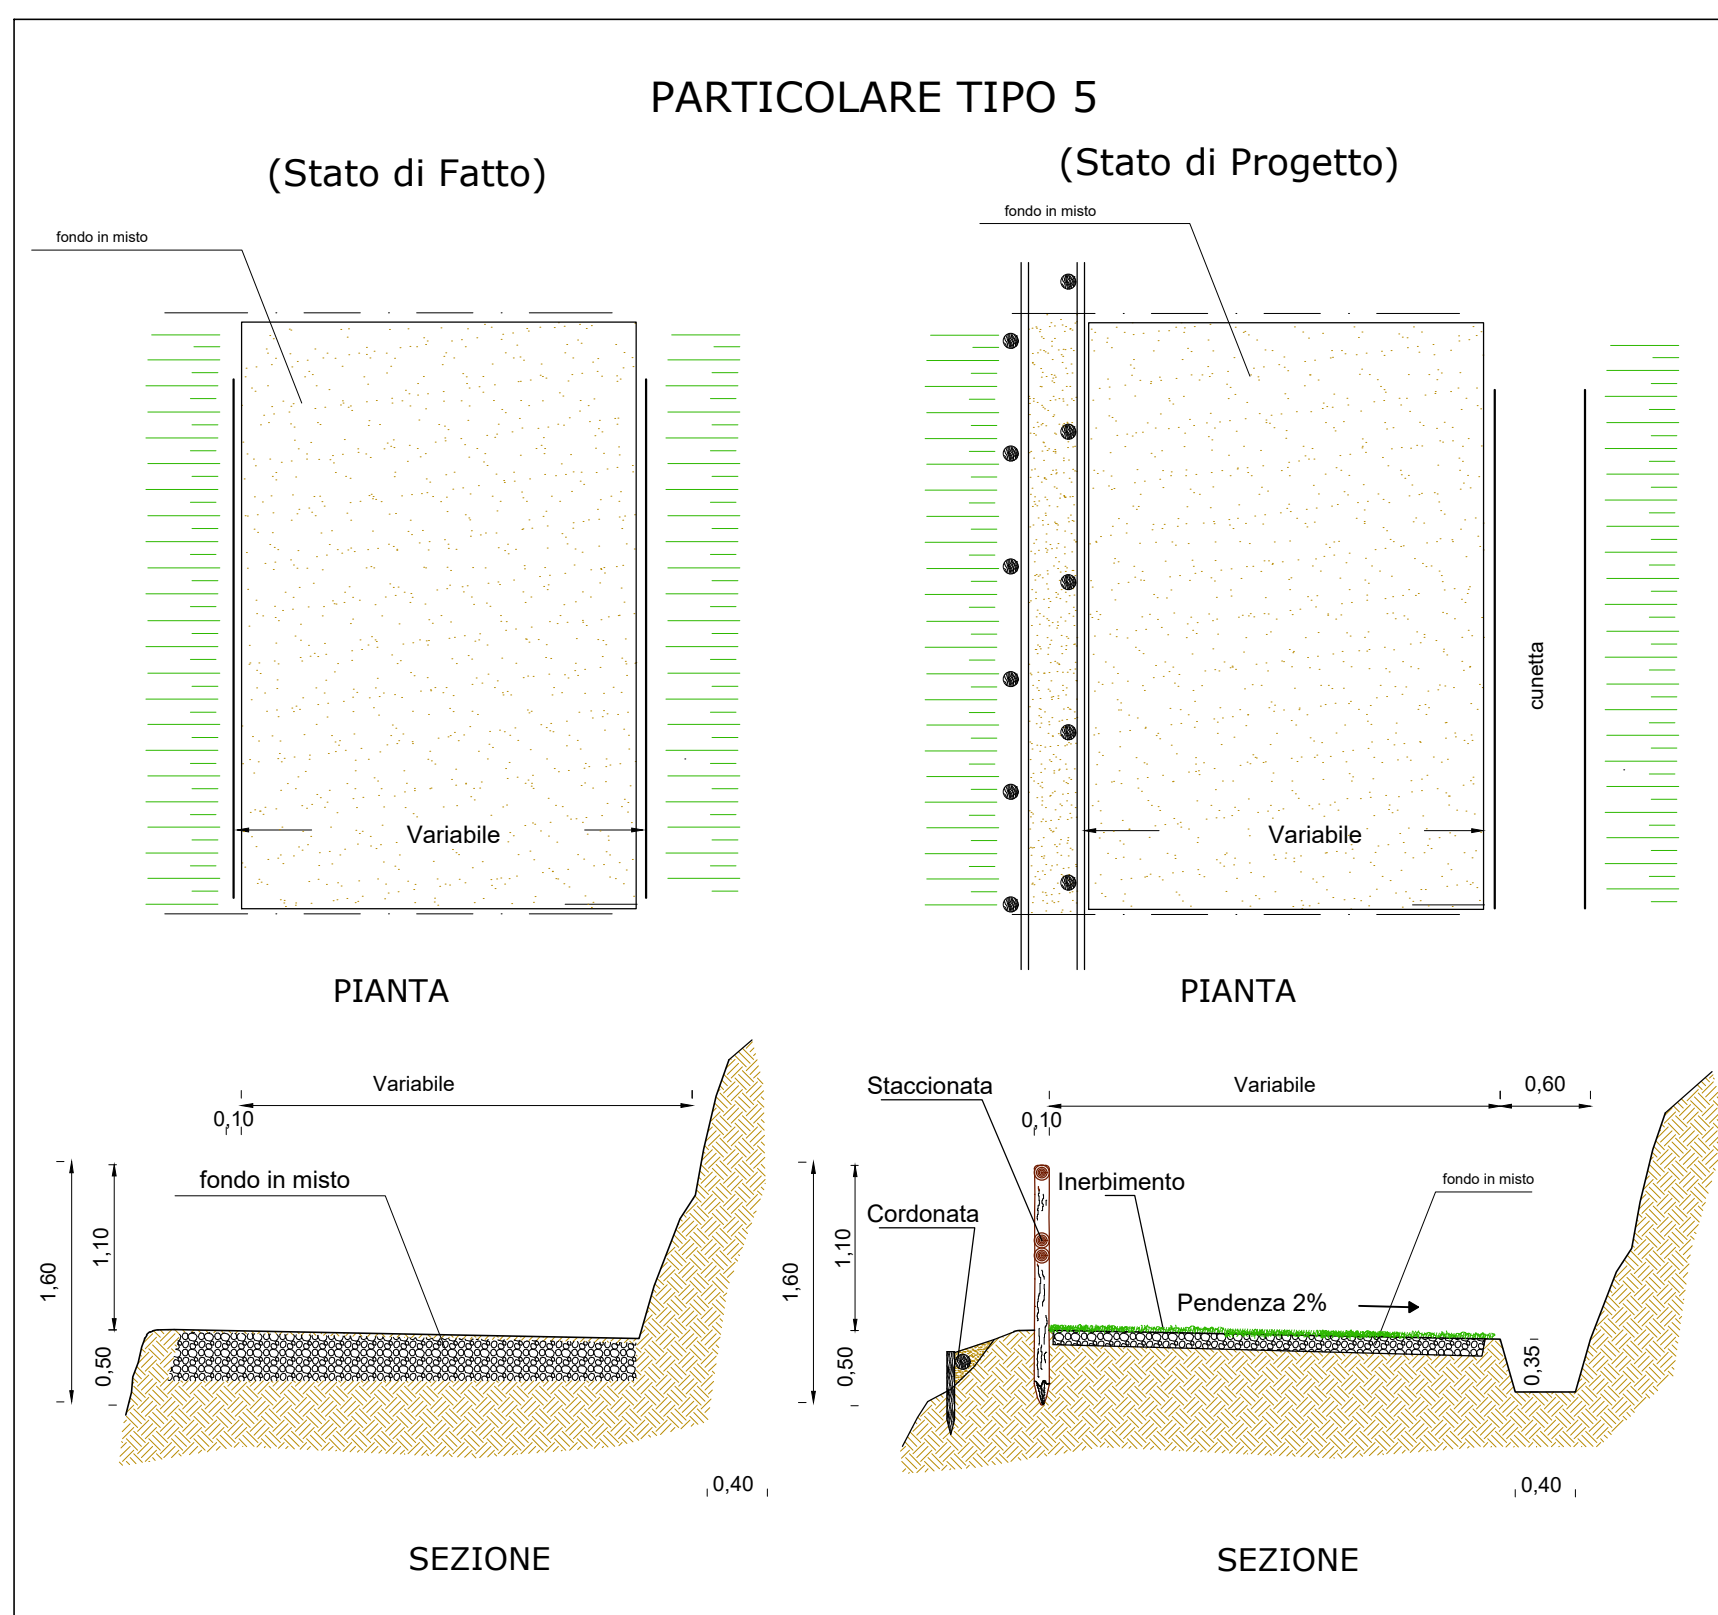 PARTICOLARE TIPO 5
(Stato di Fatto)
(Stato di Progetto)
fondo in misto
fondo in misto
cunetta
Variabile
Variabile
PIANTA
PIANTA
Variabile
0,10
fondo in misto
1,60
1,10
0,50
0,40
SEZIONE
Staccionata
Variabile
0,60
0,10
Inerbimento
fondo in misto
Cordonata
1,60
1,10
Pendenza 2%
0,50
0,35
0,40
SEZIONE